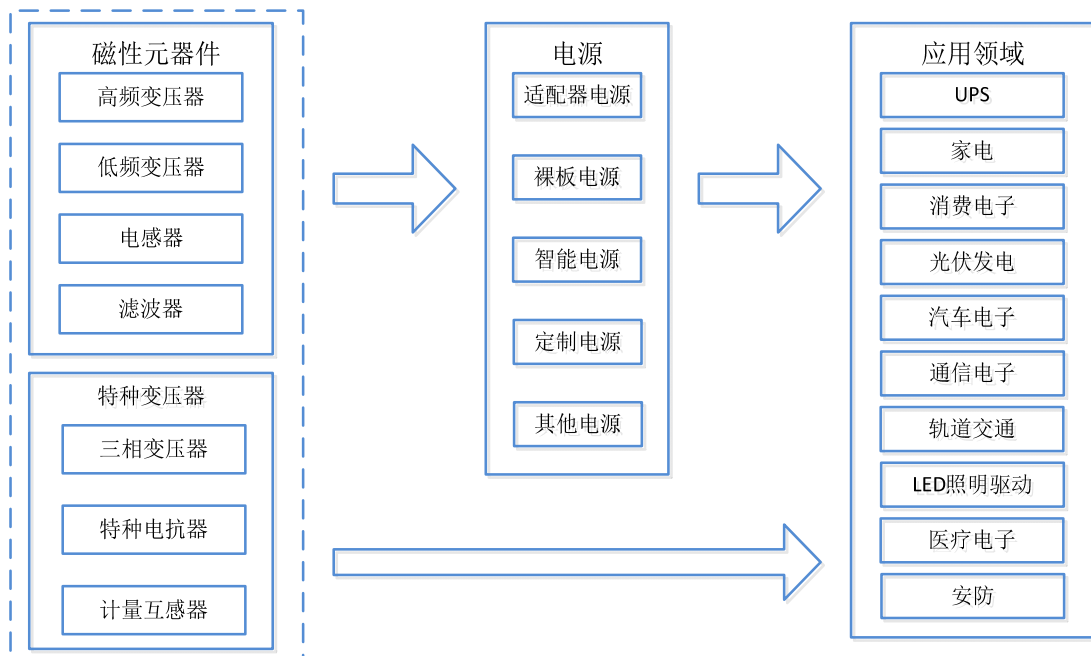 磁性元器件
高频变压器
低频变压器
电感器
滤波器
特种变压器
三相变压器
特种电抗器
计量互感器
电源
适配器电源
裸板电源
智能电源
定制电源
其他电源
应用领域
UPS
家电
消费电子
光伏发电
汽车电子
通信电子
轨道交通
LED照明驱动
医疗电子
安防